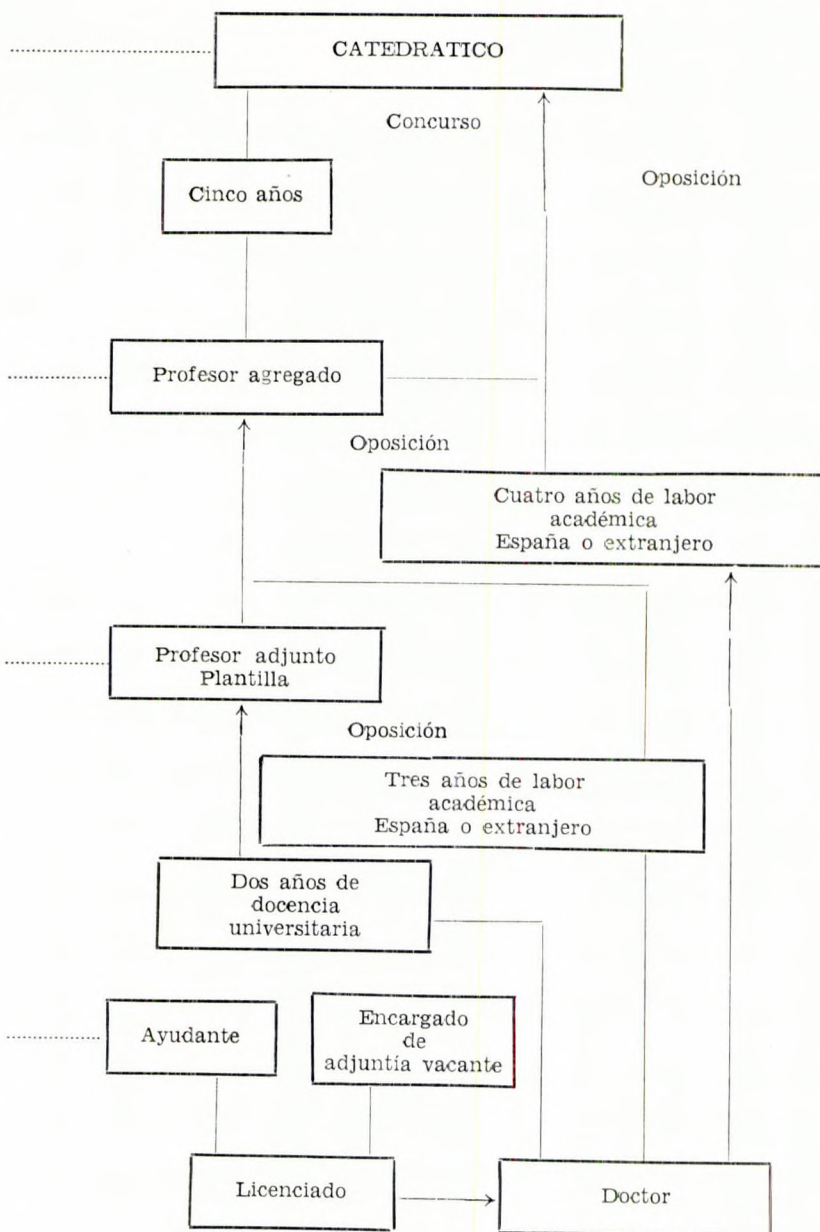 CATEDRATICO
Concurso
Oposición
Cinco años
Profesor agregado
Oposición
Cuatro años de labor
académica
España o extranjero
Profesor adjunto
Plantilla
Oposición
Tres años de labor
académica
España o extranjero
Dos años de
docencia
universitaria
Ayudante
Encargado
de
adjuntía vacante
Licenciado
Doctor